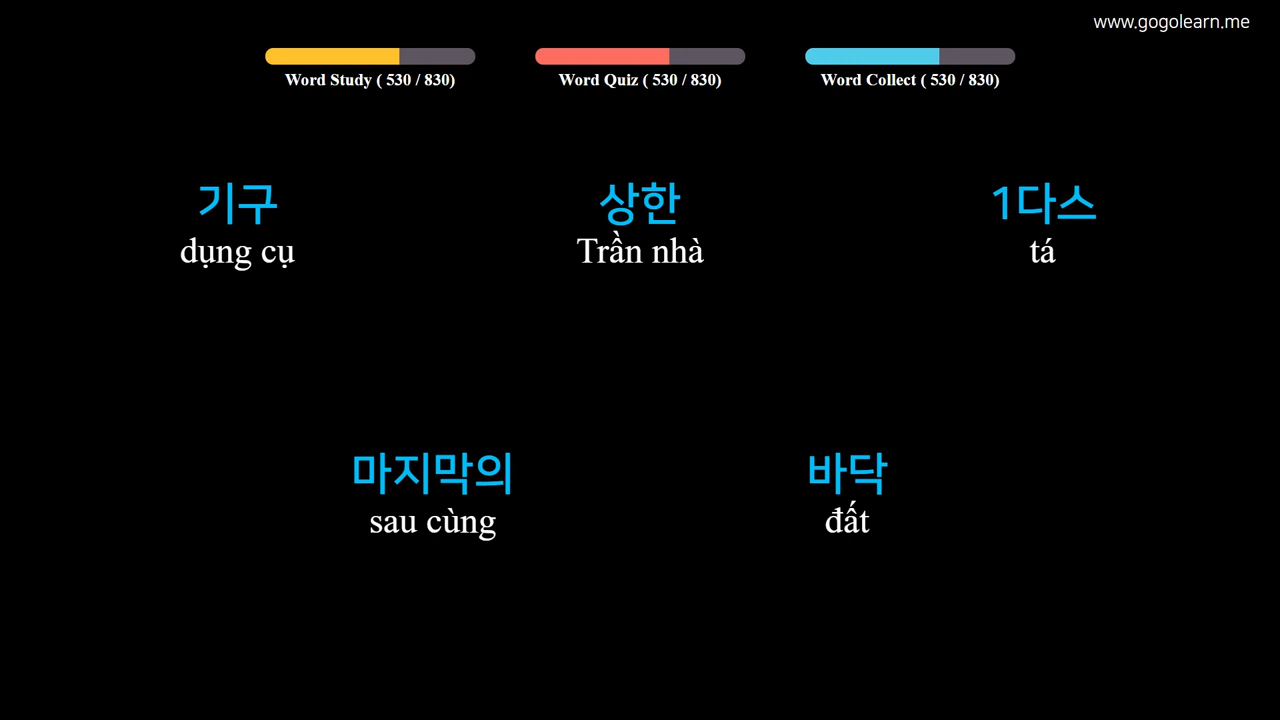 www.gogolearn.me
Word Study ( 530 / 830)
Word Quiz ( 530 / 830)
Word Collect ( 530 / 830)
기구
dụng cụ
상한
Trần nhà
1다스
tá
마지막의
sau cùng
바닥
đất